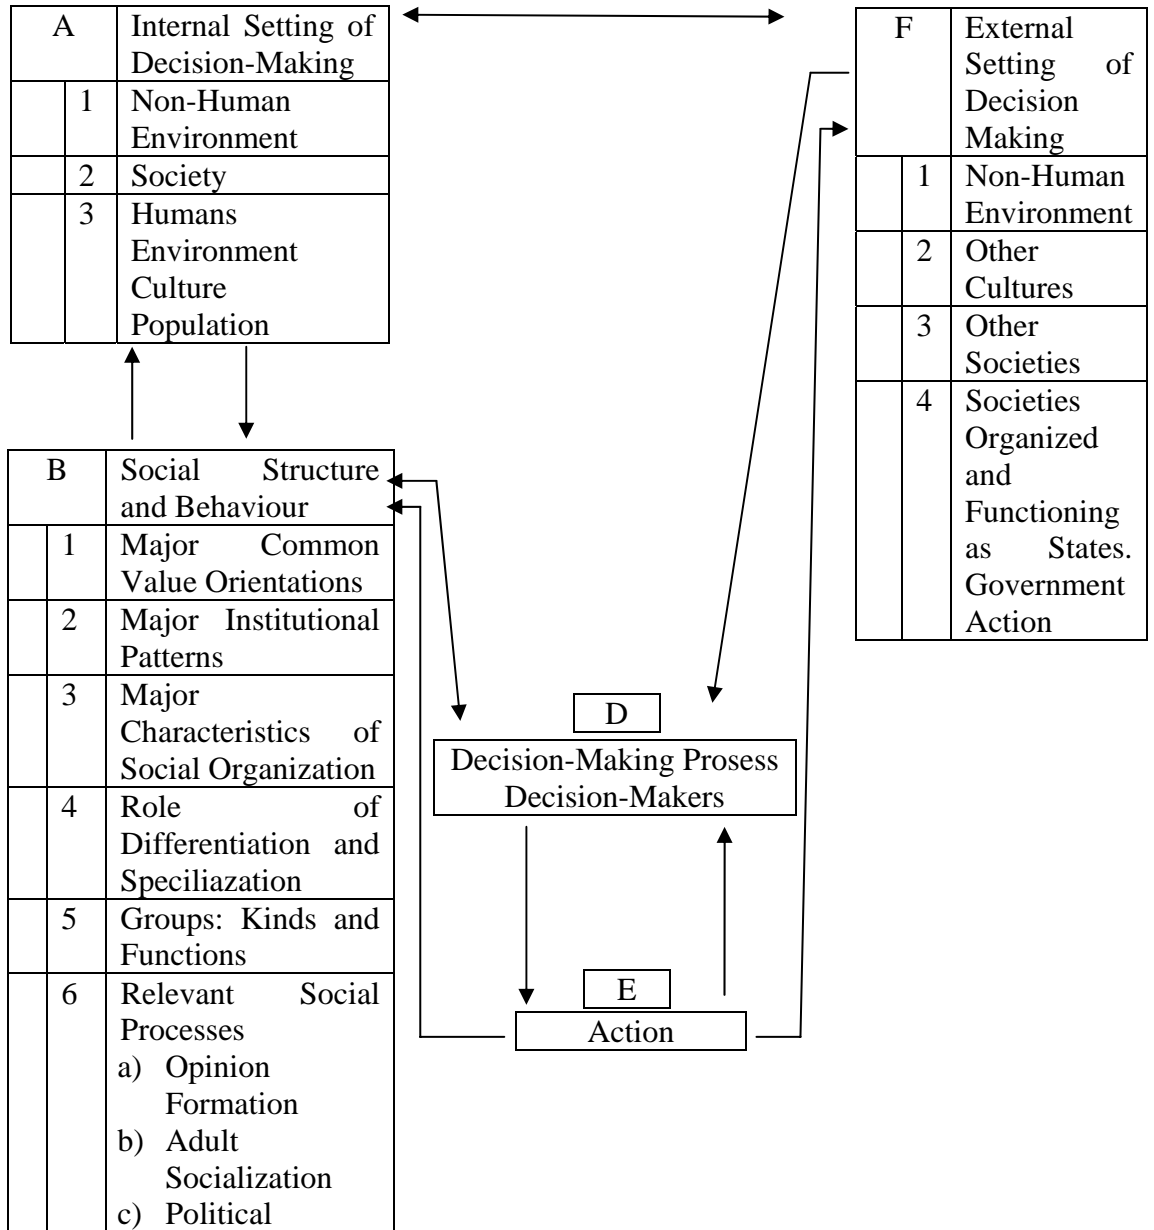 A Internal Setting of
Decision-Making
1 Non-Human
Environment
2 Society
3 Humans
Environment
Culture
Population
B Social Structure
and Behaviour
1 Major Common
Value Orientations
2 Major Institutional
Patterns
3 Major
Characteristics of
Social Organization
4 Role of
Differentiation and
Speciliazation
5 Groups: Kinds and
Functions
6 Relevant Social
Processes
a) Opinion
Formation
b) Adult
Socialization
c) Political
D
Decision-Making Prosess
Decision-Makers
E
Action
F External
Setting of
Decision
Making
1 Non-Human
Environment
2 Other
Cultures
3 Other
Societies
4 Societies
Organized
and
Functioning
as States.
Government
Action